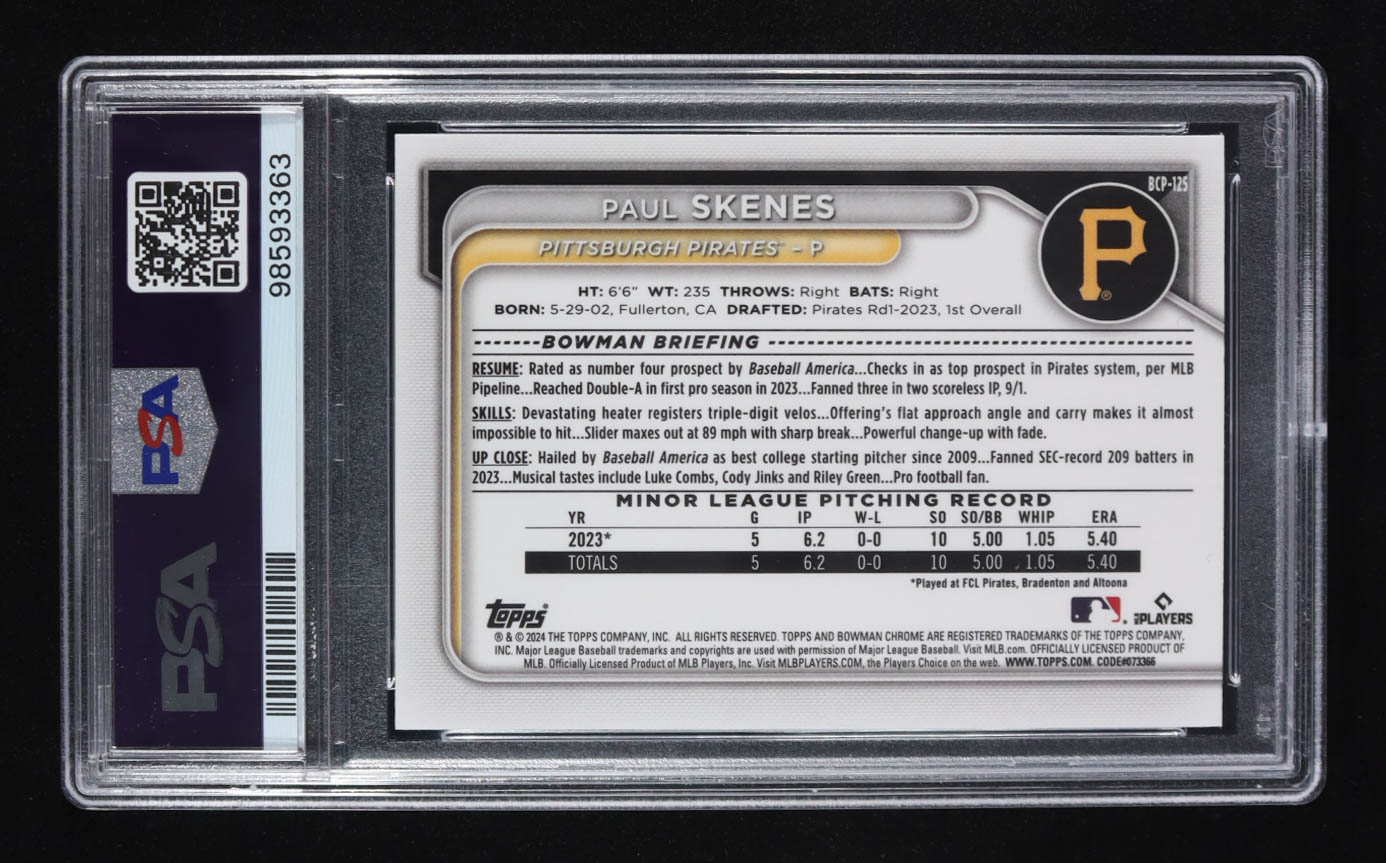 98593363
PSA
PSA
BCP-125
PAUL SKENES
PITTSBURGH PIRATES™ – P
P®
HT: 6'6" WT: 235 THROWS: Right BATS: Right
BORN: 5-29-02, Fullerton, CA DRAFTED: Pirates Rd1-2023, 1st Overall
BOWMAN BRIEFING
RESUME: Rated as number four prospect by Baseball America...Checks in as top prospect in Pirates system, per MLB
Pipeline...Reached Double-A in first pro season in 2023...Fanned three in two scoreless IP, 9/1.
SKILLS: Devastating heater registers triple-digit velos...Offering's flat approach angle and carry makes it almost
impossible to hit...Slider maxes out at 89 mph with sharp break...Powerful change-up with fade.
UP CLOSE: Hailed by Baseball America as best college starting pitcher since 2009...Fanned SEC-record 209 batters in
2023...Musical tastes include Luke Combs, Cody Jinks and Riley Green...Pro football fan.
MINOR LEAGUE PITCHING RECORD
YR G IP W-L SO SO/BB WHIP ERA
2023* 5 6.2 0-0 10 5.00 1.05 5.40
TOTALS 5 6.2 0-0 10 5.00 1.05 5.40
*Played at FCL Pirates, Bradenton and Altoona
Topps®
MLB PLAYERS
® & © 2024 THE TOPPS COMPANY, INC. ALL RIGHTS RESERVED. TOPPS AND BOWMAN CHROME ARE REGISTERED TRADEMARKS OF THE TOPPS COMPANY,
INC. Major League Baseball trademarks and copyrights are used with permission of Major League Baseball. Visit MLB.com. OFFICIALLY LICENSED PRODUCT OF
MLB. Officially Licensed Product of MLB Players, Inc. Visit MLBPLAYERS.COM, the Players Choice on the web. WWW.TOPPS.COM. CODE#073366
PSA